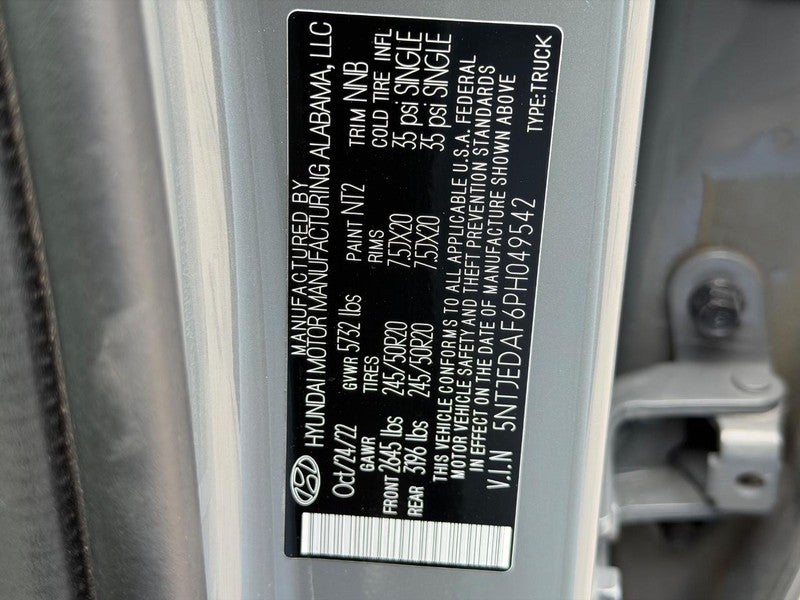 MANUFACTURED BY
HYUNDAI MOTOR MANUFACTURING ALABAMA, LLC
Oct/24/22 GVWR 5732 lbs PAINT NT2 TRIM NNB
GAWR TIRES RIMS COLD TIRE INFL
FRONT 2645 lbs 245/50R20 7.5JX20 35 psi SINGLE
REAR 3196 lbs 245/50R20 7.5JX20 35 psi SINGLE
THIS VEHICLE CONFORMS TO ALL APPLICABLE U.S.A. FEDERAL
MOTOR VEHICLE SAFETY AND THEFT PREVENTION STANDARDS
IN EFFECT ON THE DATE OF MANUFACTURE SHOWN ABOVE
V.I.N 5NTJEDAF6PH049542 TYPE:TRUCK